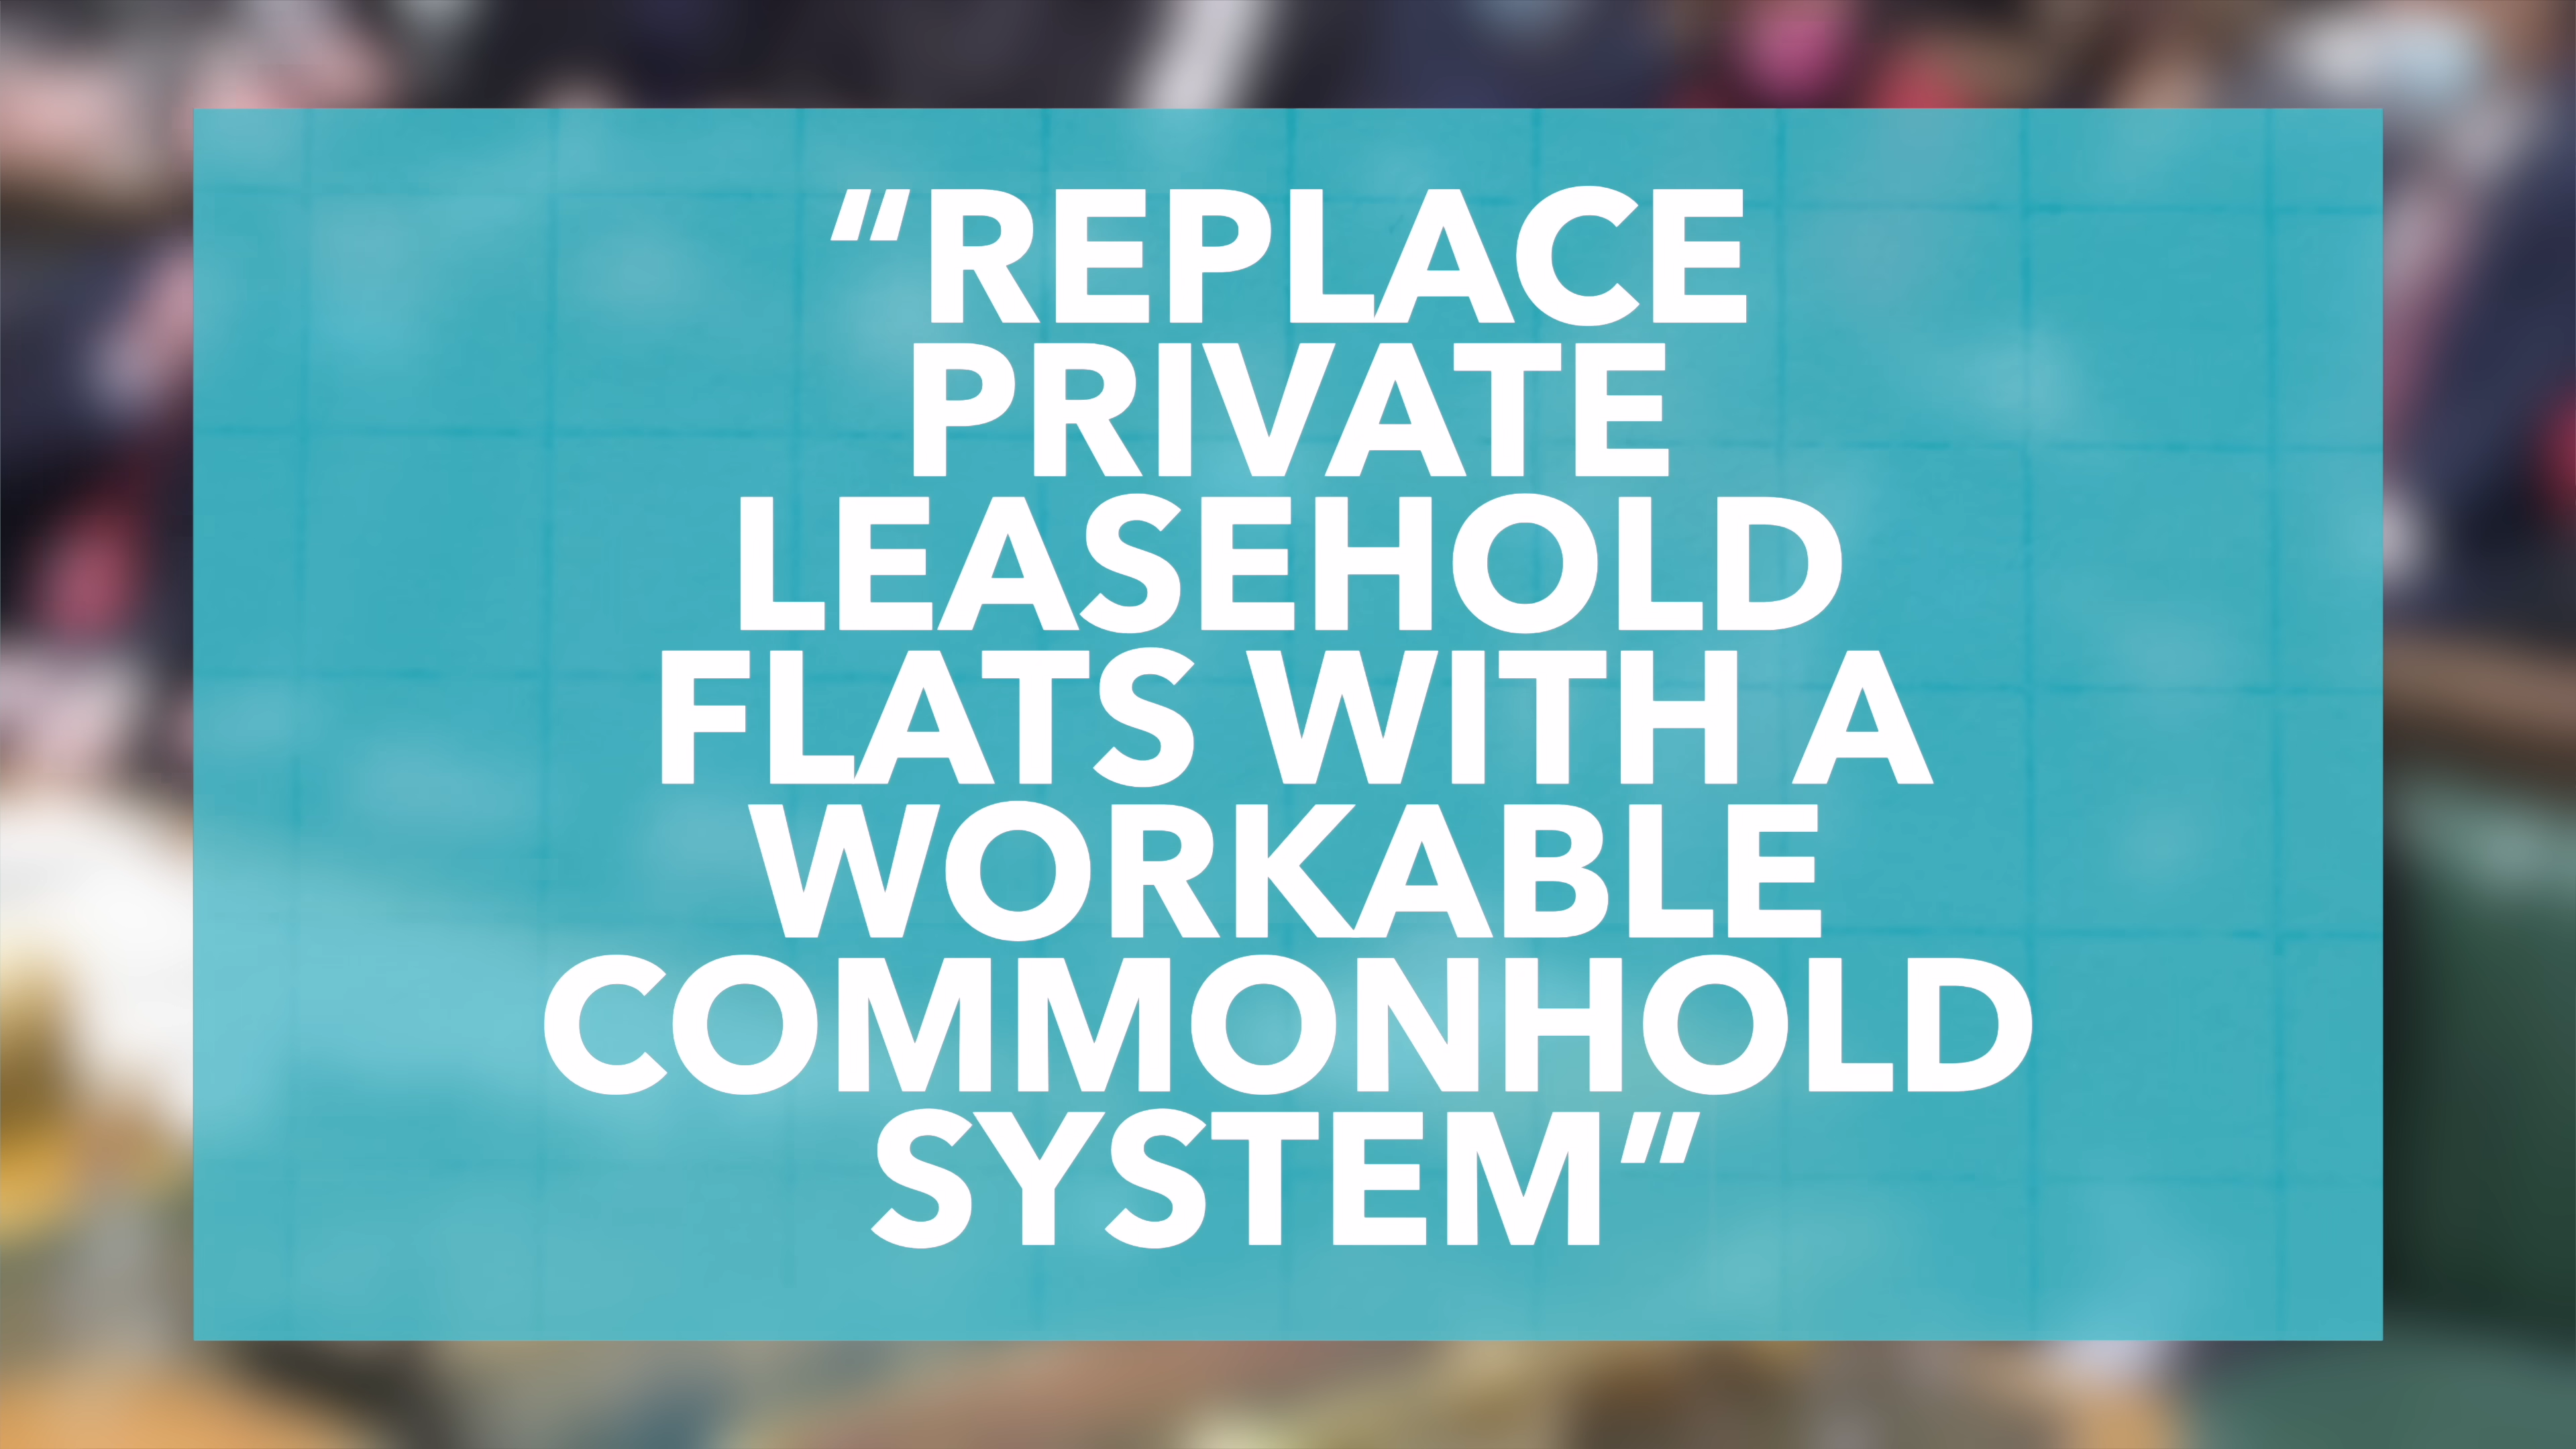 “REPLACE
PRIVATE
LEASEHOLD
FLATS WITH A
WORKABLE
COMMONHOLD
SYSTEM”